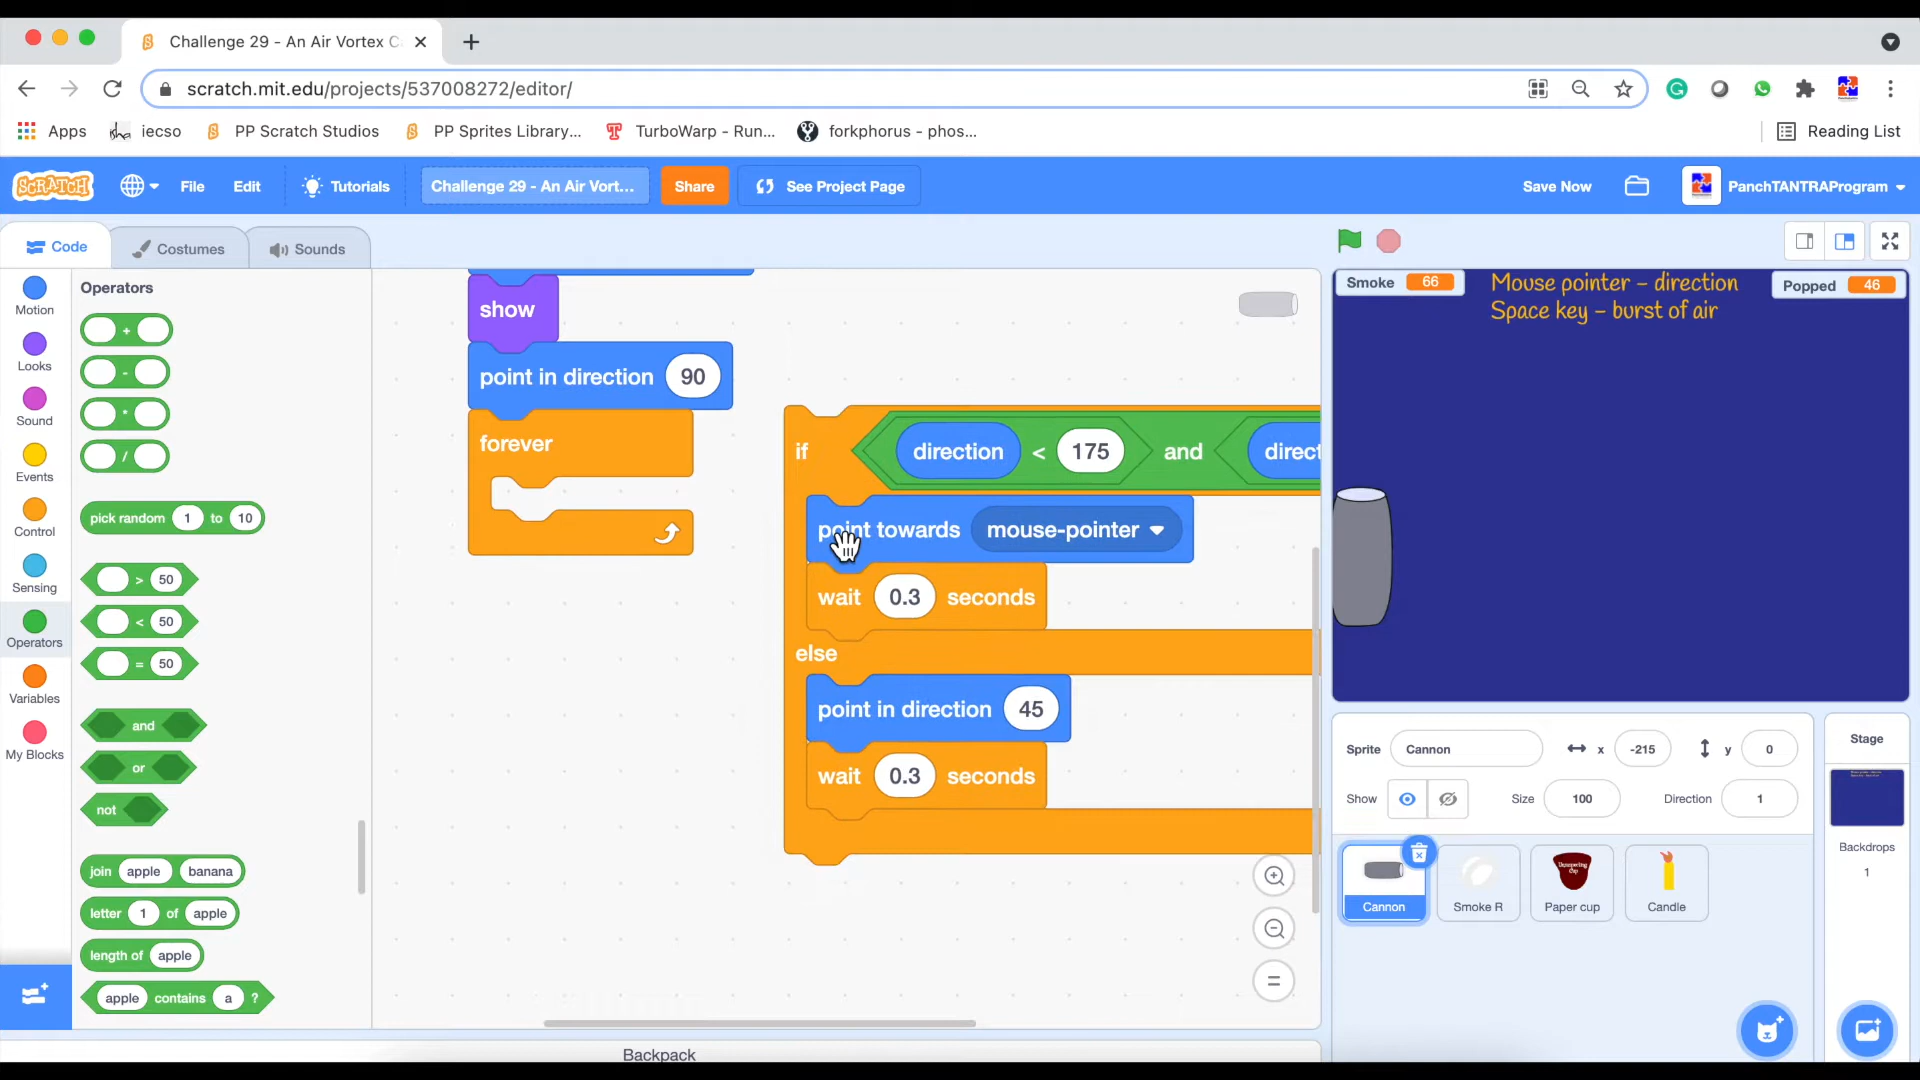 Challenge 29 - An Air Vortex C
scratch.mit.edu/projects/537008272/editor/
Apps iecso PP Scratch Studios PP Sprites Library... TurboWarp - Run... forkphorus - phos... Reading List
SCRATCH File Edit Tutorials Challenge 29 - An Air Vort... Share See Project Page Save Now PanchTANTRAProgram
Code Costumes Sounds
Motion
Looks
Sound
Events
Control
Sensing
Operators
Variables
My Blocks
Operators
+
-
*
/
pick random 1 to 10
> 50
< 50
= 50
and
or
not
join apple banana
letter 1 of apple
length of apple
apple contains a ?
show
point in direction 90
forever
if direction < 175 and direct
point towards mouse-pointer
wait 0.3 seconds
else
point in direction 45
wait 0.3 seconds
Backpack
Smoke 66
Mouse pointer – direction
Space key – burst of air
Popped 46
Sprite Cannon x -215 y 0
Show Size 100 Direction 1
Cannon Smoke R Paper cup Candle
Stage
Backdrops
1